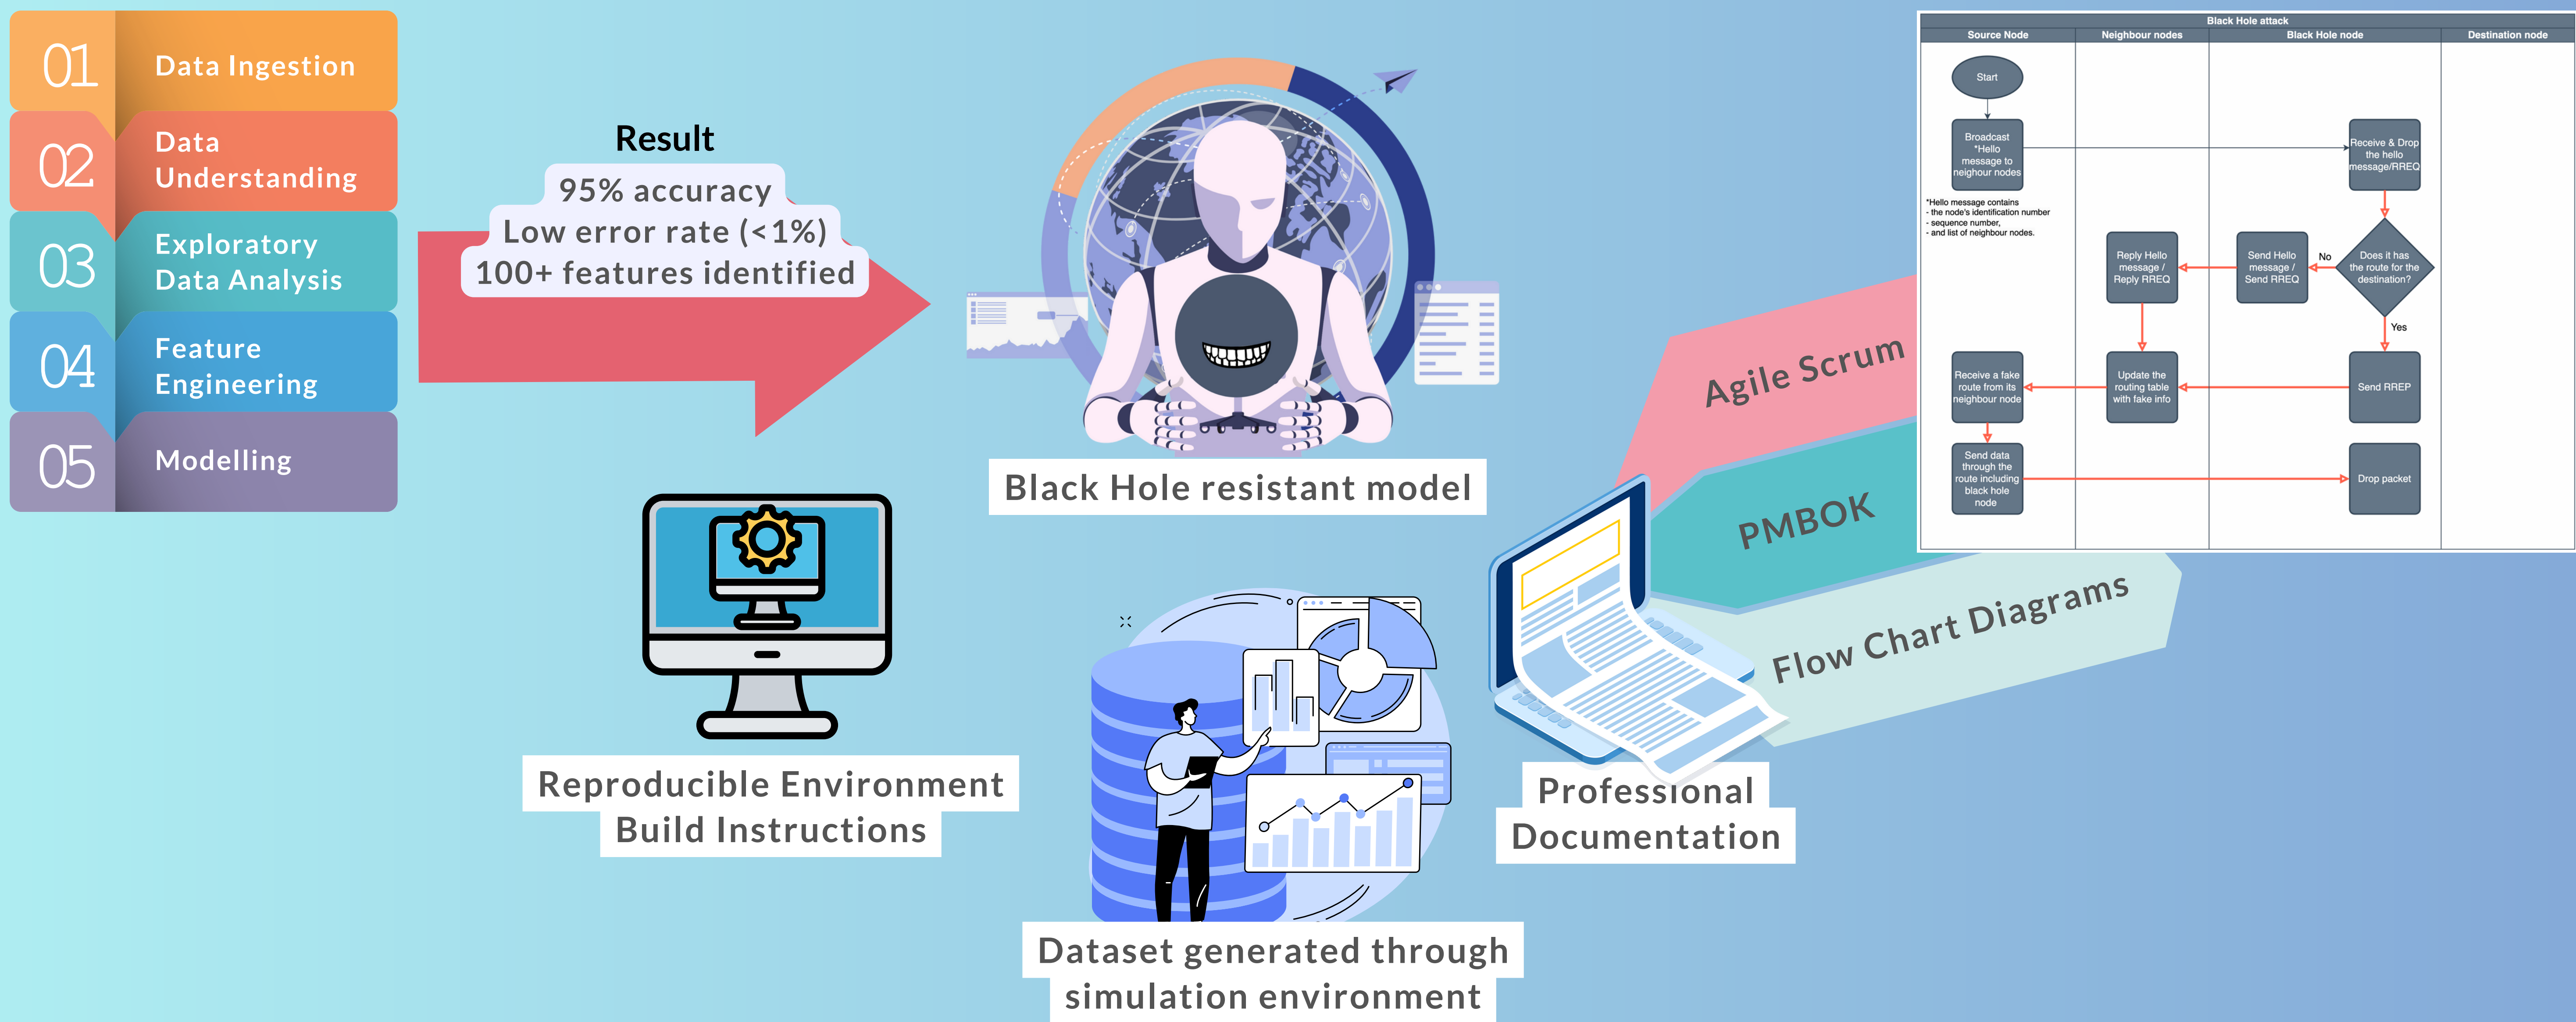 01
Data Ingestion
02
Data
Understanding
03
Exploratory
Data Analysis
04
Feature
Engineering
05
Modelling
Result
95% accuracy
Low error rate (<1%)
100+ features identified
Black Hole resistant model
Reproducible Environment
Build Instructions
Dataset generated through
simulation environment
Professional
Documentation
Agile Scrum
PMBOK
Flow Chart Diagrams
Black Hole attack
Source Node
Neighbour nodes
Black Hole node
Destination node
Start
Broadcast
*Hello
message to
neighour nodes
Receive & Drop
the hello
message/RREQ
*Hello message contains
- the node's identification number
- sequence number,
- and list of neighbour nodes.
Reply Hello
message /
Reply RREQ
Send Hello
message /
Send RREQ
No
Does it has
the route for the
destination?
Yes
Receive a fake
route from its
neighbour node
Update the
routing table
with fake info
Send RREP
Send data
through the
route including
black hole
node
Drop packet